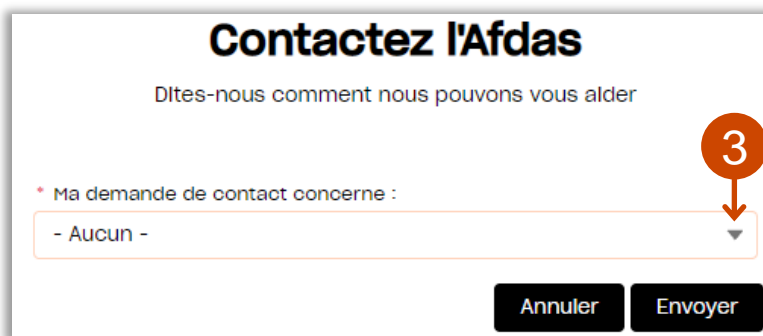 Contactez l'Afdas
Dites-nous comment nous pouvons vous aider
3
* Ma demande de contact concerne :
- Aucun -
Annuler Envoyer